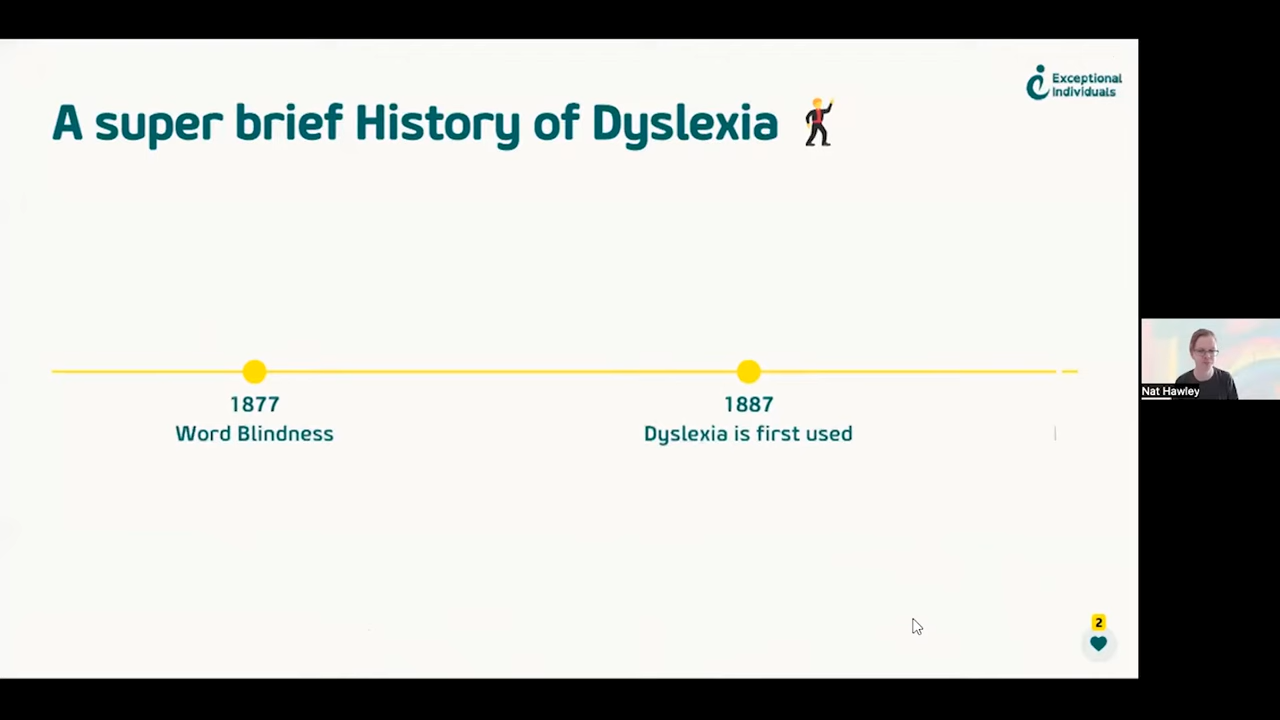 Exceptional
Individuals
A super brief History of Dyslexia
1877
Word Blindness
1887
Dyslexia is first used
Nat Hawley
2